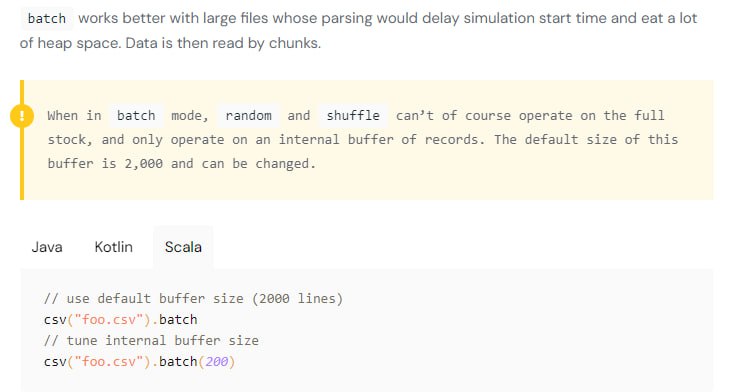 batch works better with large files whose parsing would delay simulation start time and eat a lot
of heap space. Data is then read by chunks.
When in batch mode, random and shuffle can’t of course operate on the full
stock, and only operate on an internal buffer of records. The default size of this
buffer is 2,000 and can be changed.
Java Kotlin Scala
// use default buffer size (2000 lines)
csv("foo.csv").batch
// tune internal buffer size
csv("foo.csv").batch(200)